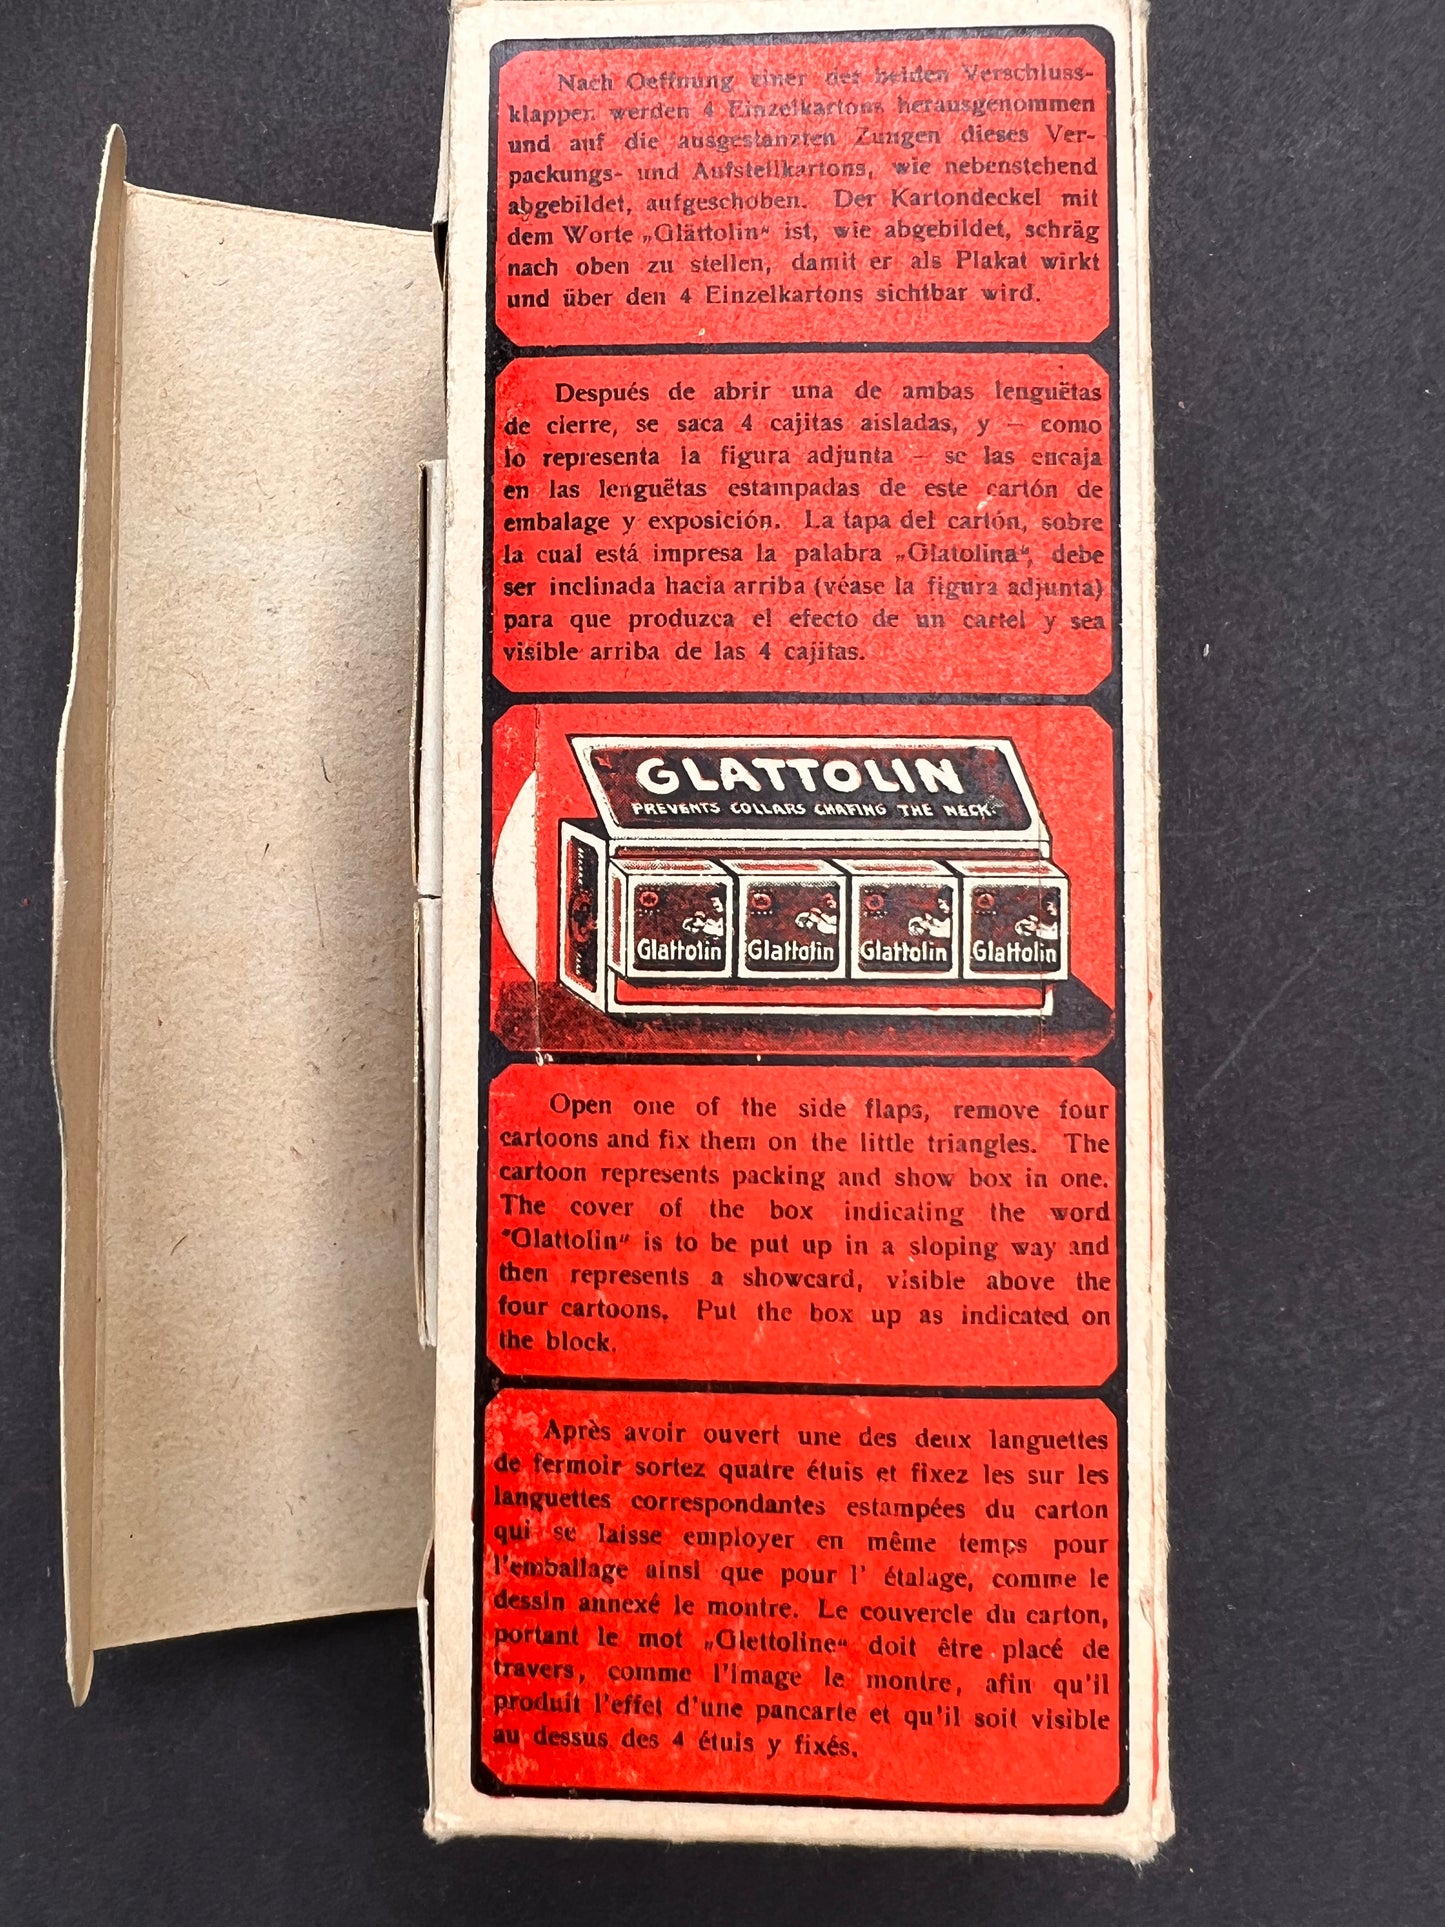 Nach Oeffnung einer der beiden Verschluss-
klappen werden 4 Einzelkartons herausgenommen
und auf die ausgestanzten Zungen dieses Ver-
packungs- und Aufstellkartons, wie nebenstehend
abgebildet, aufgeschoben. Der Kartondeckel mit
dem Worte „Glättolin“ ist, wie abgebildet, schräg
nach oben zu stellen, damit er als Plakat wirkt
und über den 4 Einzelkartons sichtbar wird.
Después de abrir una de ambas lenguëtas
de cierre, se saca 4 cajitas aisladas, y – como
lo representa la figura adjunta – se las encaja
en las lenguëtas estampadas de este cartón de
embalage y exposición. La tapa del cartón, sobre
la cual está impresa la palabra „Glatolina“, debe
ser inclinada hacia arriba (véase la figura adjunta)
para que produzca el efecto de un cartel y sea
visible arriba de las 4 cajitas.
GLATTOLIN
PREVENTS COLLARS CHAFING THE NECK.
Glattolin Glattolin Glattolin Glattolin
Open one of the side flaps, remove four
cartoons and fix them on the little triangles. The
cartoon represents packing and show box in one.
The cover of the box indicating the word
"Glattolin“ is to be put up in a sloping way and
then represents a showcard, visible above the
four cartoons. Put the box up as indicated on
the block.
Après avoir ouvert une des deux languettes
de fermoir sortez quatre étuis et fixez les sur les
languettes correspondantes estampées du carton
qui se laisse employer en même temps pour
l'emballage ainsi que pour l' étalage, comme le
dessin annexé le montre. Le couvercle du carton,
portant le mot „Glettoline“ doit être placé de
travers, comme l'image le montre, afin qu'il
produit l'effet d'une pancarte et qu'il soit visible
au dessus des 4 étuis y fixés.